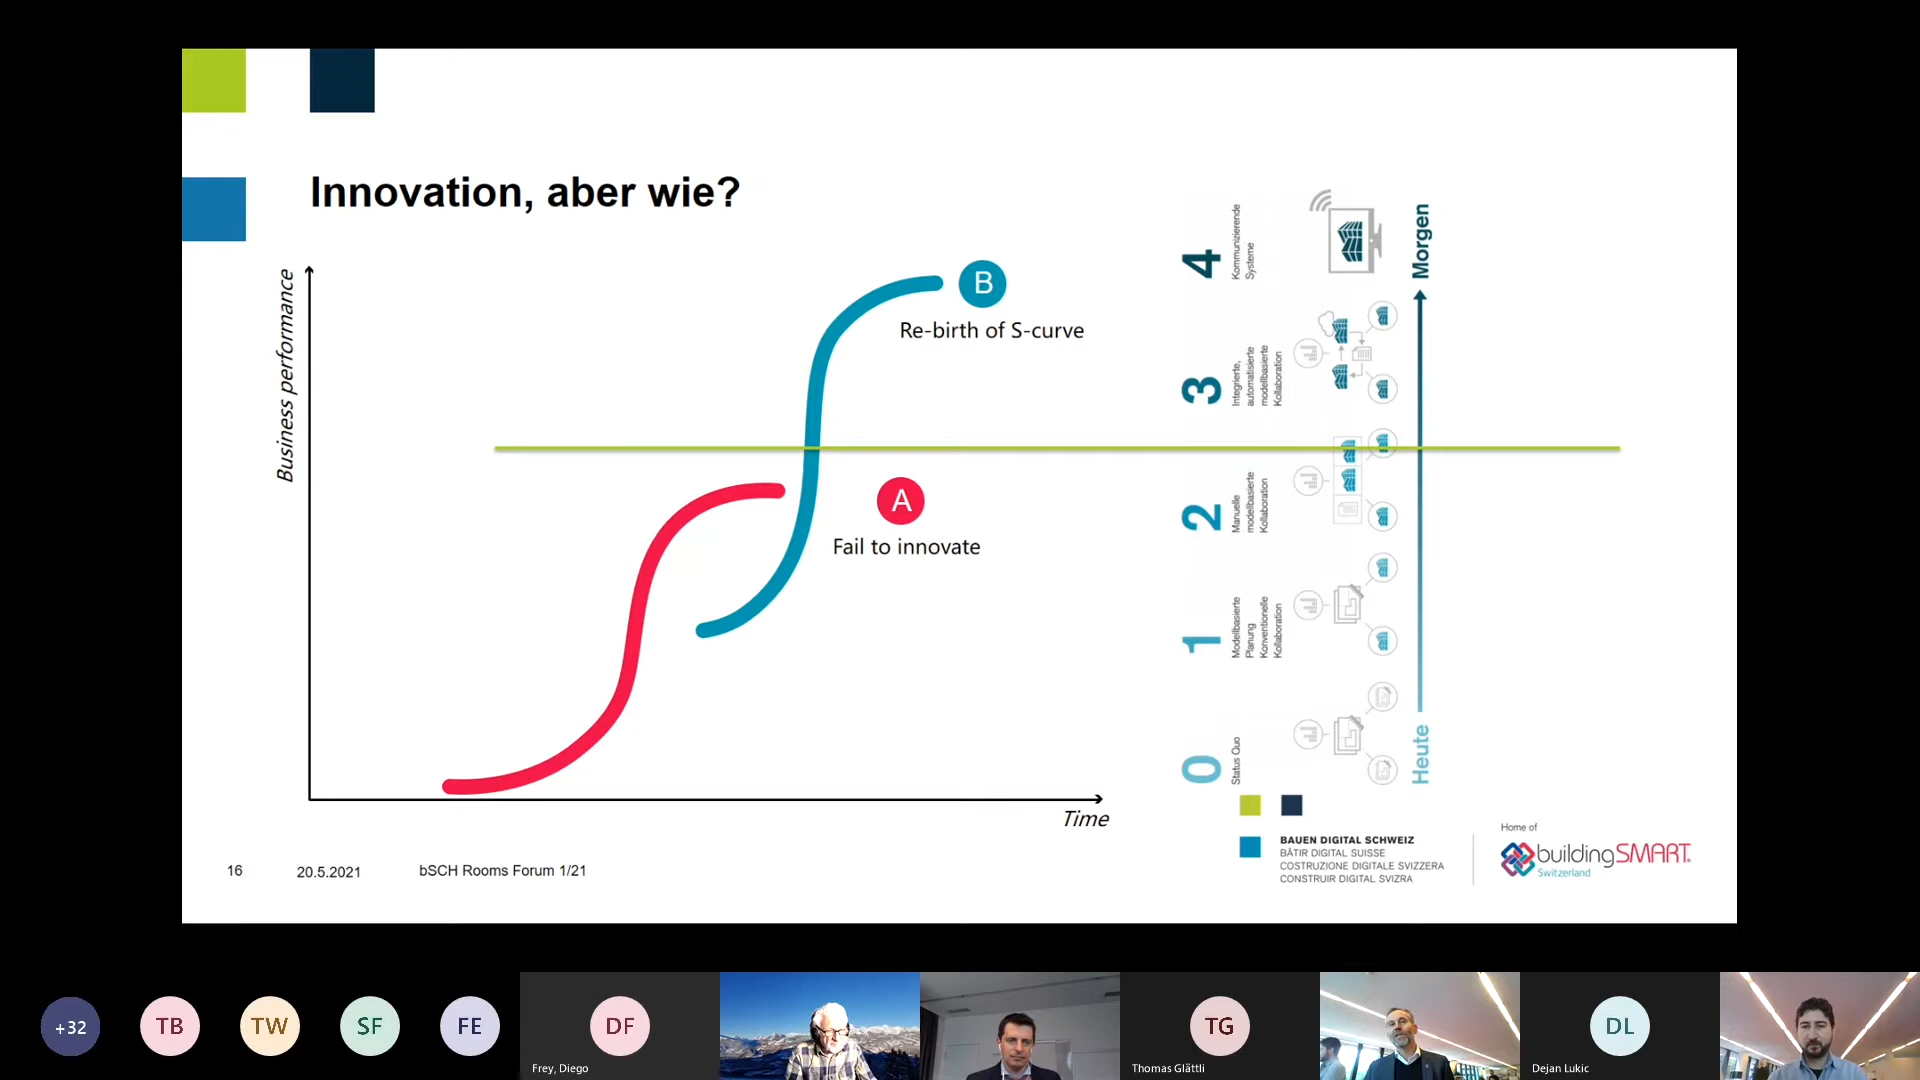 Innovation, aber wie?
Business performance
B
Re-birth of S-curve
A
Fail to innovate
Time
4
Kommunizierende
Systeme
3
Integrierte,
automatisierte
modellbasierte
Kollaboration
2
Manuelle
modellbasierte
Kollaboration
1
Modellbasierte
Planung
Konventionelle
Kollaboration
0
Status Quo
Morgen
Heute
16
20.5.2021
bSCH Rooms Forum 1/21
BAUEN DIGITAL SCHWEIZ
BÂTIR DIGITAL SUISSE
COSTRUZIONE DIGITALE SVIZZERA
CONSTRUIR DIGITAL SVIZRA
Home of
buildingSMART
Switzerland
+32
TB
TW
SF
FE
DF
Frey, Diego
TG
Thomas Glättli
DL
Dejan Lukic